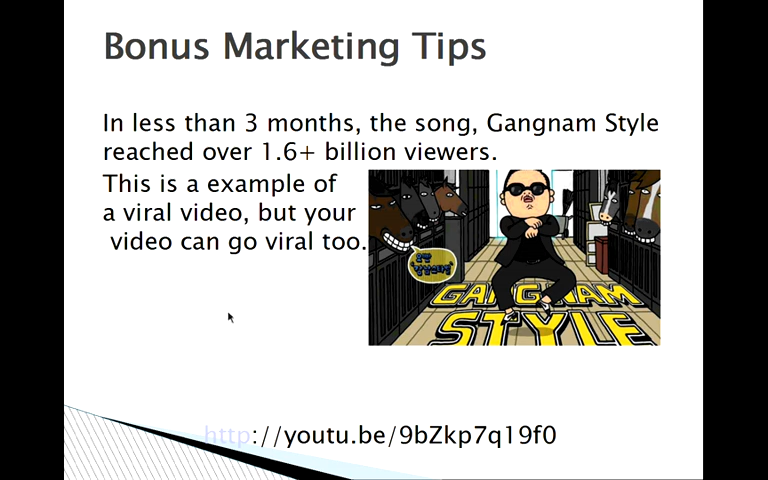 Bonus Marketing Tips
In less than 3 months, the song, Gangnam Style
reached over 1.6+ billion viewers.
This is a example of
a viral video, but your
video can go viral too.
GANGNAM
STYLE
http://youtu.be/9bZkp7q19f0